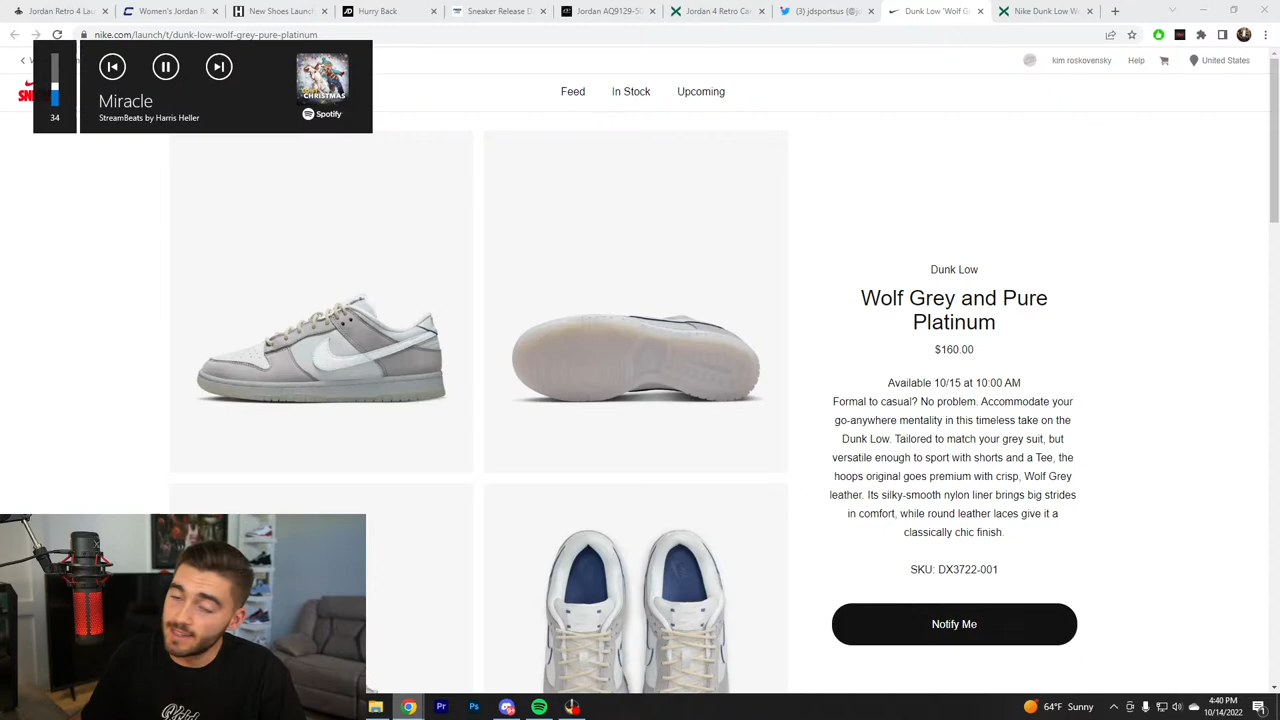 Jordan Retro 4 Lau
Women's Jordan R
New Shoes Launch
Hurry Back
Sneaker Release D
Jordan AQ9129-50
Jordan 4 Retro Ca
jdsportsus (@jd
Dunk Low 'Wolf G
Nike Dunk Low W
nike.com/launch/t/dunk-low-wolf-grey-pure-platinum
kim roskovensky
Help
United States
Feed
In Stock
Upcoming
34
Miracle
StreamBeats by Harris Heller
CHRISTMAS
Spotify
Dunk Low
Wolf Grey and Pure
Platinum
$160.00
Available 10/15 at 10:00 AM
Formal to casual? No problem. Accommodate your
go-anywhere mentality in this timeless take on the
Dunk Low. Tailored to match your grey suit, but
versatile enough to sport with shorts and a Tee, the
hoops original goes premium with crisp, Wolf Grey
leather. Its silky-smooth nylon liner brings big strides
in comfort, while round leather laces give it a
classically chic finish.
SKU: DX3722-001
Notify Me
Pr
Ps
64°F Sunny
4:40 PM
10/14/2022